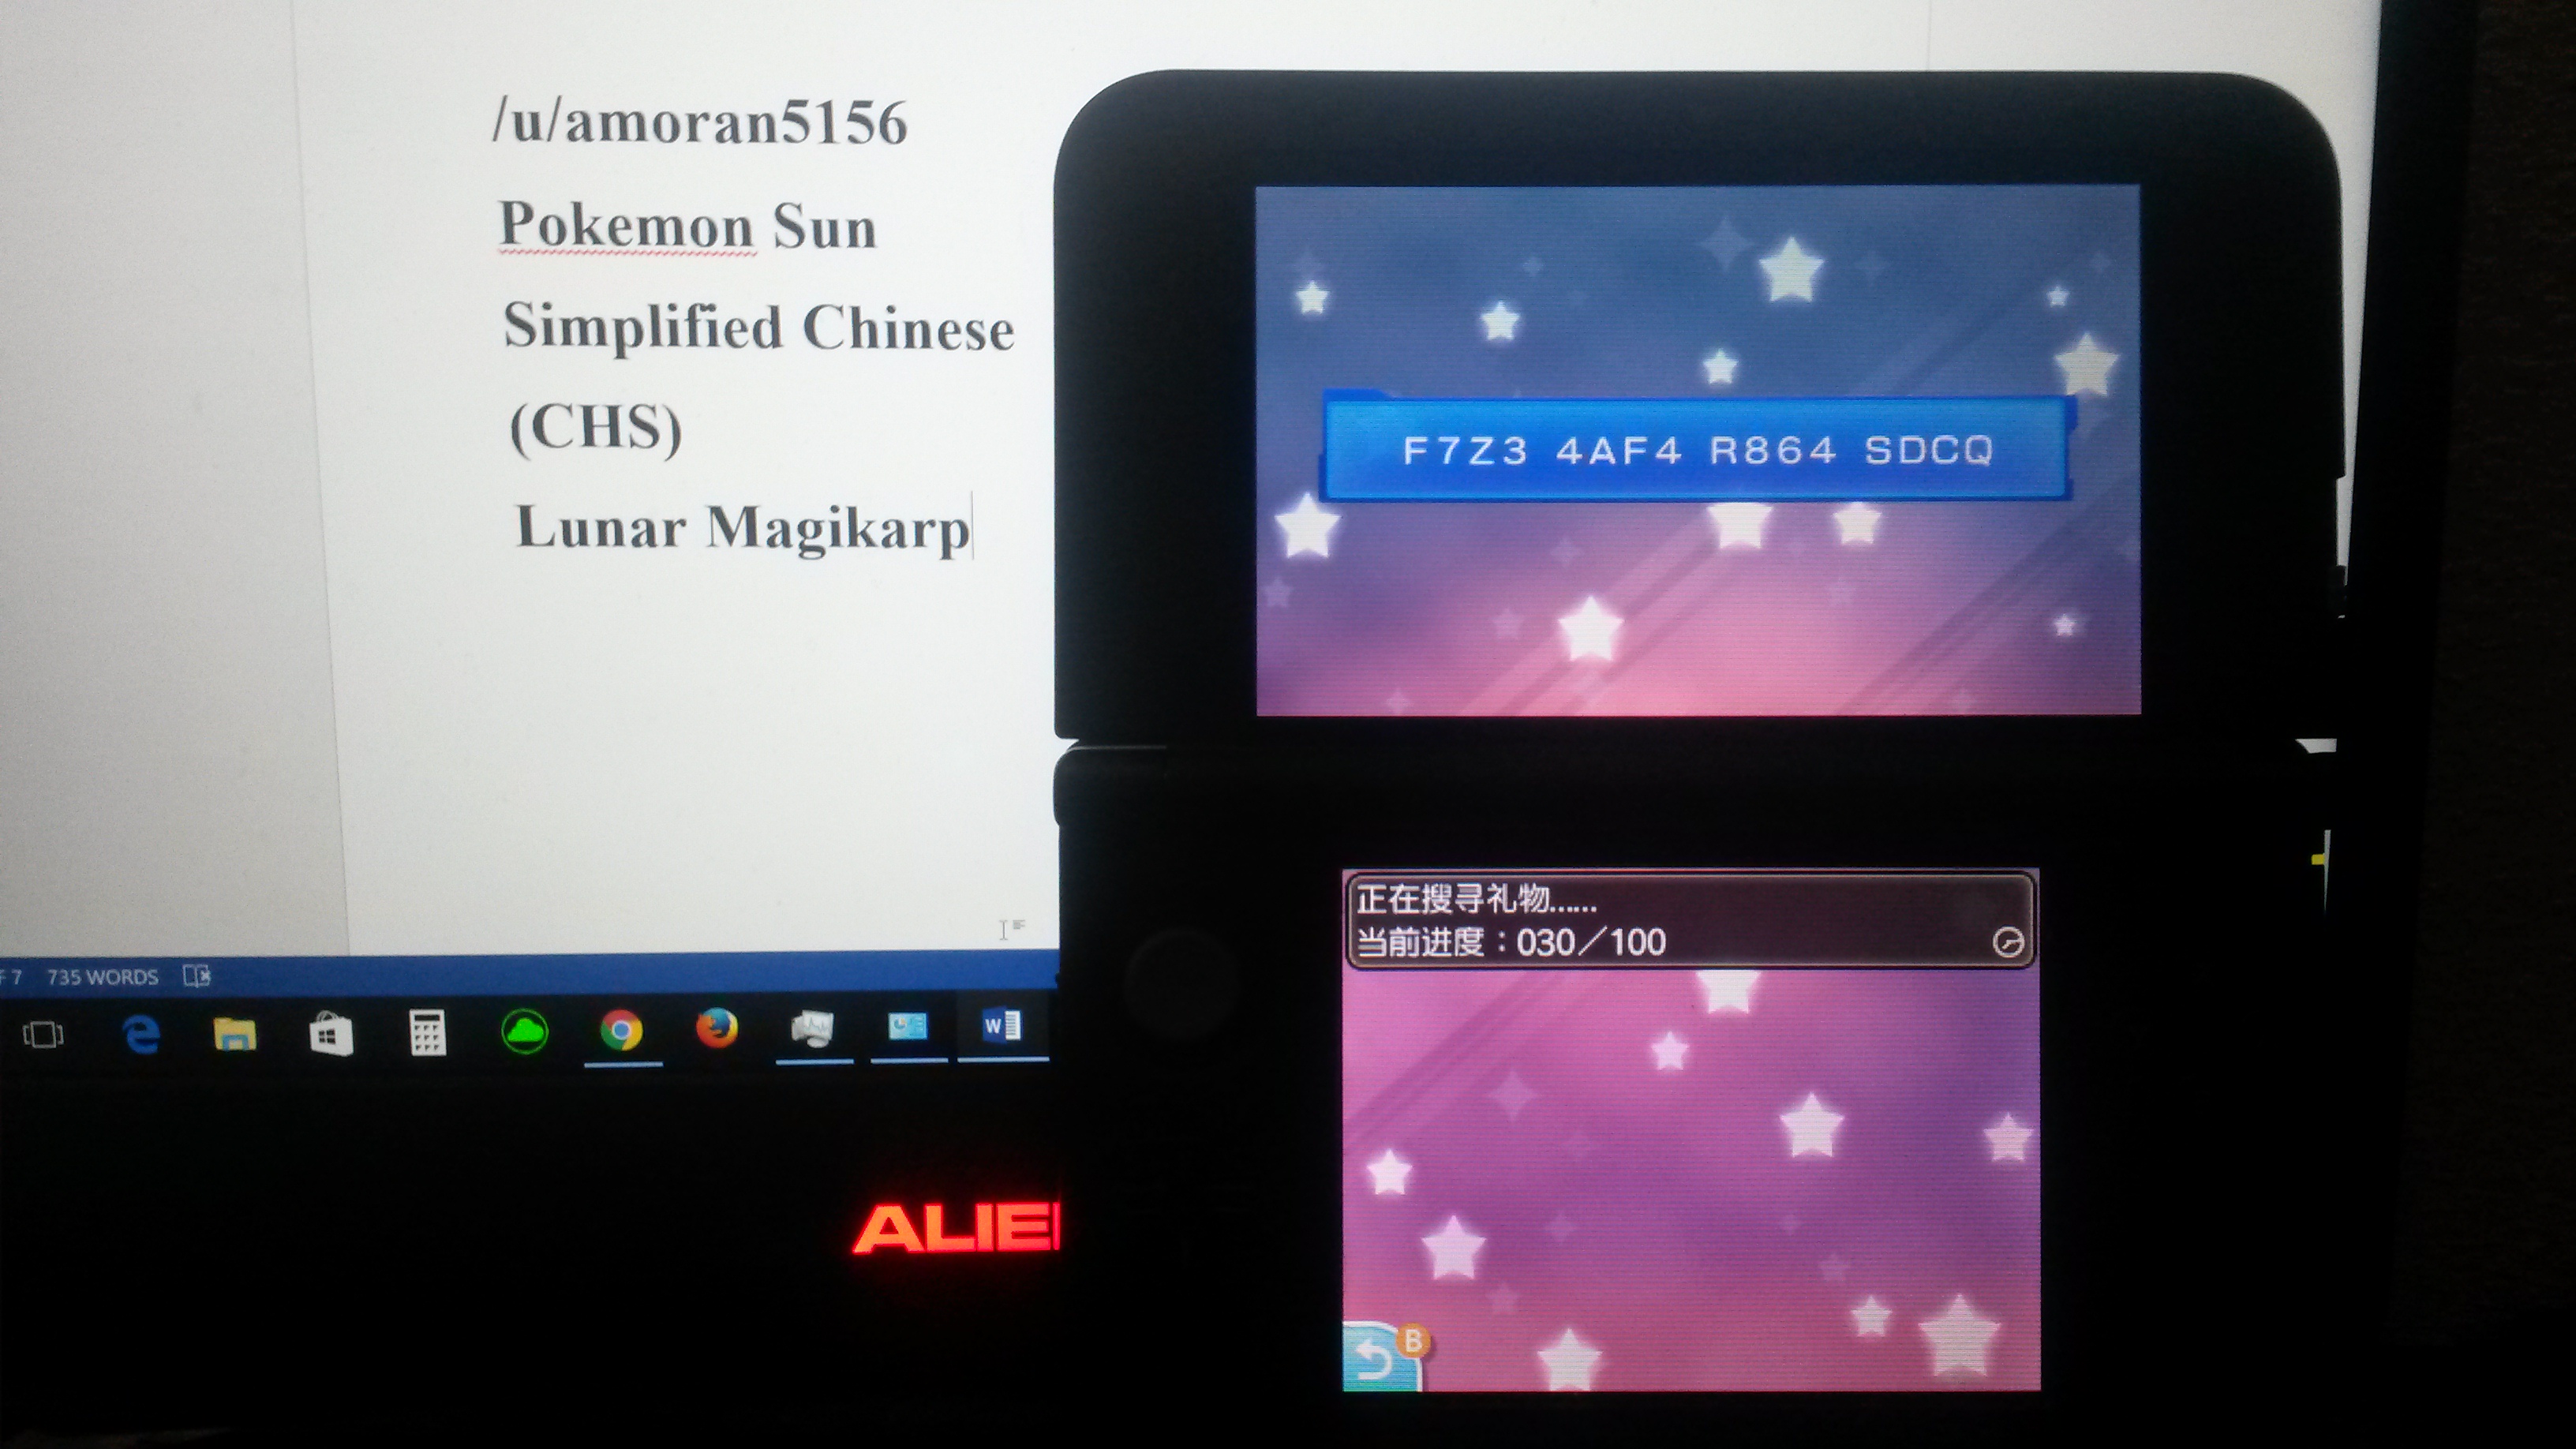 /u/amoran5156
Pokemon Sun
Simplified Chinese
(CHS)
Lunar Magikarp
F7Z3 4AF4 R864 SDCQ
正在搜寻礼物……
当前进度：030／100
B
7 735 WORDS
W
ALIE